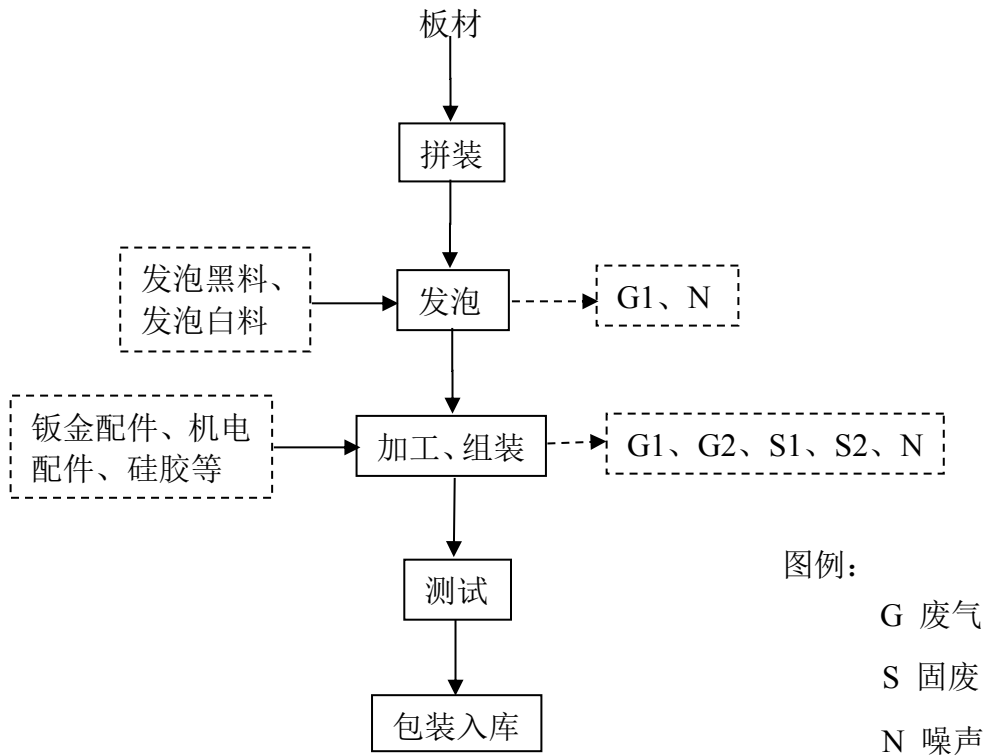 板材
拼装
发泡黑料、
发泡白料
发泡
G1、N
钣金配件、机电
配件、硅胶等
加工、组装
G1、G2、S1、S2、N
测试
包装入库
图例：
G 废气
S 固废
N 噪声